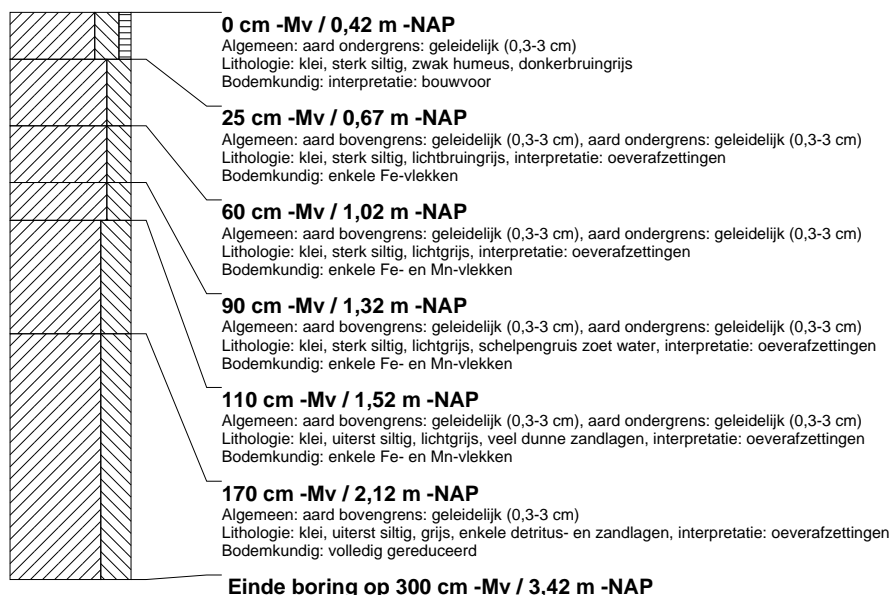 0 cm -Mv / 0,42 m -NAP
Algemeen: aard ondergrens: geleidelijk (0,3-3 cm)
Lithologie: klei, sterk siltig, zwak humeus, donkerbruingrijs
Bodemkundig: interpretatie: bouwvoor
25 cm -Mv / 0,67 m -NAP
Algemeen: aard bovengrens: geleidelijk (0,3-3 cm), aard ondergrens: geleidelijk (0,3-3 cm)
Lithologie: klei, sterk siltig, lichtbruingrijs, interpretatie: oeverafzettingen
Bodemkundig: enkele Fe-vlekken
60 cm -Mv / 1,02 m -NAP
Algemeen: aard bovengrens: geleidelijk (0,3-3 cm), aard ondergrens: geleidelijk (0,3-3 cm)
Lithologie: klei, sterk siltig, lichtgrijs, interpretatie: oeverafzettingen
Bodemkundig: enkele Fe- en Mn-vlekken
90 cm -Mv / 1,32 m -NAP
Algemeen: aard bovengrens: geleidelijk (0,3-3 cm), aard ondergrens: geleidelijk (0,3-3 cm)
Lithologie: klei, sterk siltig, lichtgrijs, schelpengruis zoet water, interpretatie: oeverafzettingen
Bodemkundig: enkele Fe- en Mn-vlekken
110 cm -Mv / 1,52 m -NAP
Algemeen: aard bovengrens: geleidelijk (0,3-3 cm), aard ondergrens: geleidelijk (0,3-3 cm)
Lithologie: klei, uiterst siltig, lichtgrijs, veel dunne zandlagen, interpretatie: oeverafzettingen
Bodemkundig: enkele Fe- en Mn-vlekken
170 cm -Mv / 2,12 m -NAP
Algemeen: aard bovengrens: geleidelijk (0,3-3 cm)
Lithologie: klei, uiterst siltig, grijs, enkele detritus- en zandlagen, interpretatie: oeverafzettingen
Bodemkundig: volledig gereduceerd
Einde boring op 300 cm -Mv / 3,42 m -NAP